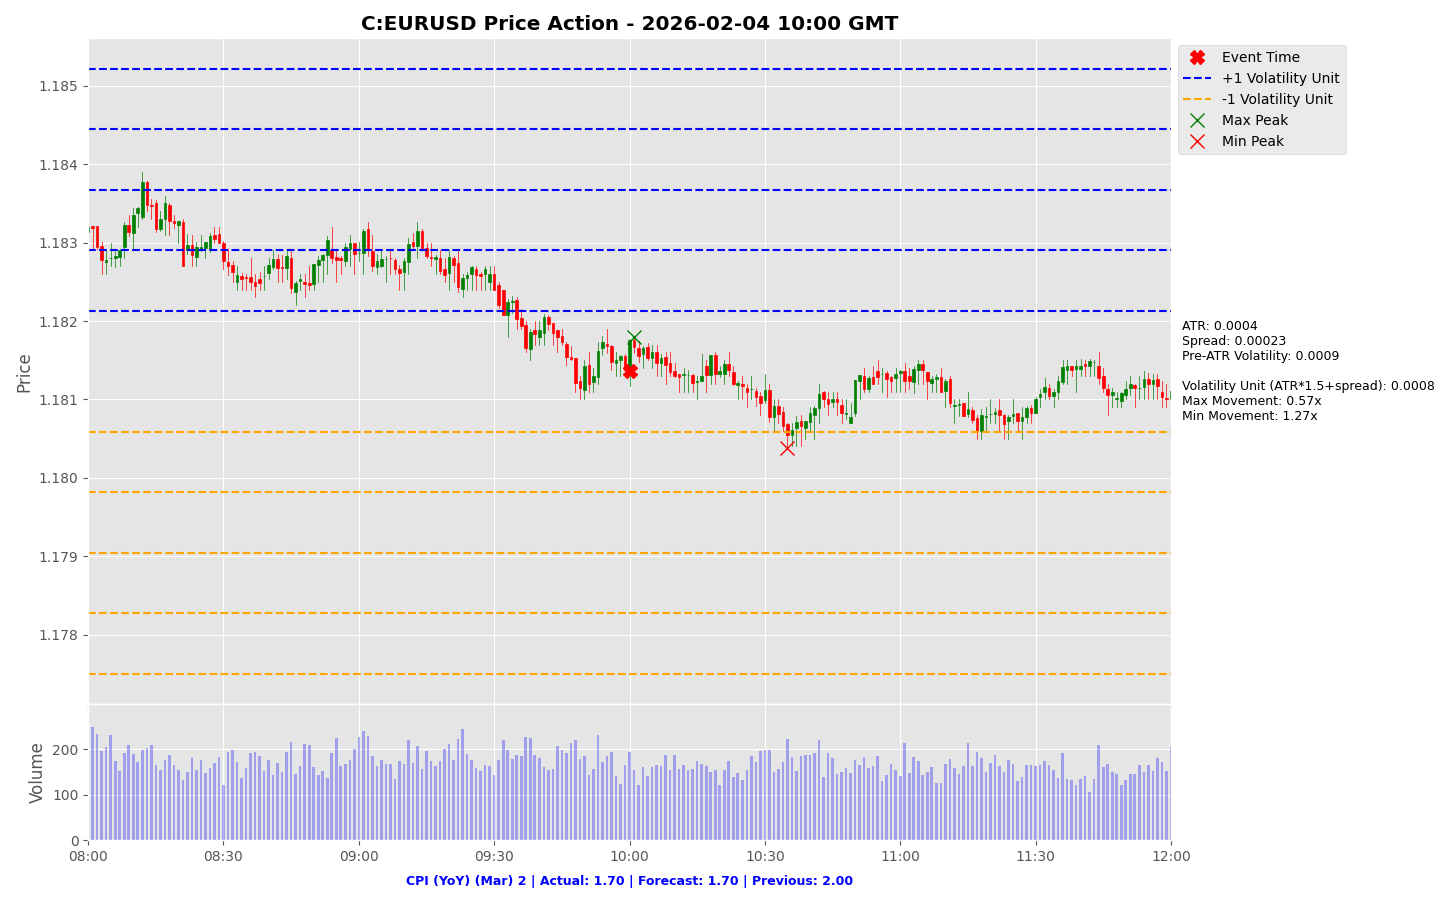 C:EURUSD Price Action - 2026-02-04 10:00 GMT
Event Time
+1 Volatility Unit
-1 Volatility Unit
Max Peak
Min Peak
Price
1.185
1.184
1.183
1.182
1.181
1.180
1.179
1.178
ATR: 0.0004
Spread: 0.00023
Pre-ATR Volatility: 0.0009
Volatility Unit (ATR*1.5+spread): 0.0008
Max Movement: 0.57x
Min Movement: 1.27x
Volume
200
100
0
08:00 08:30 09:00 09:30 10:00 10:30 11:00 11:30 12:00
CPI (YoY) (Mar) 2 | Actual: 1.70 | Forecast: 1.70 | Previous: 2.00